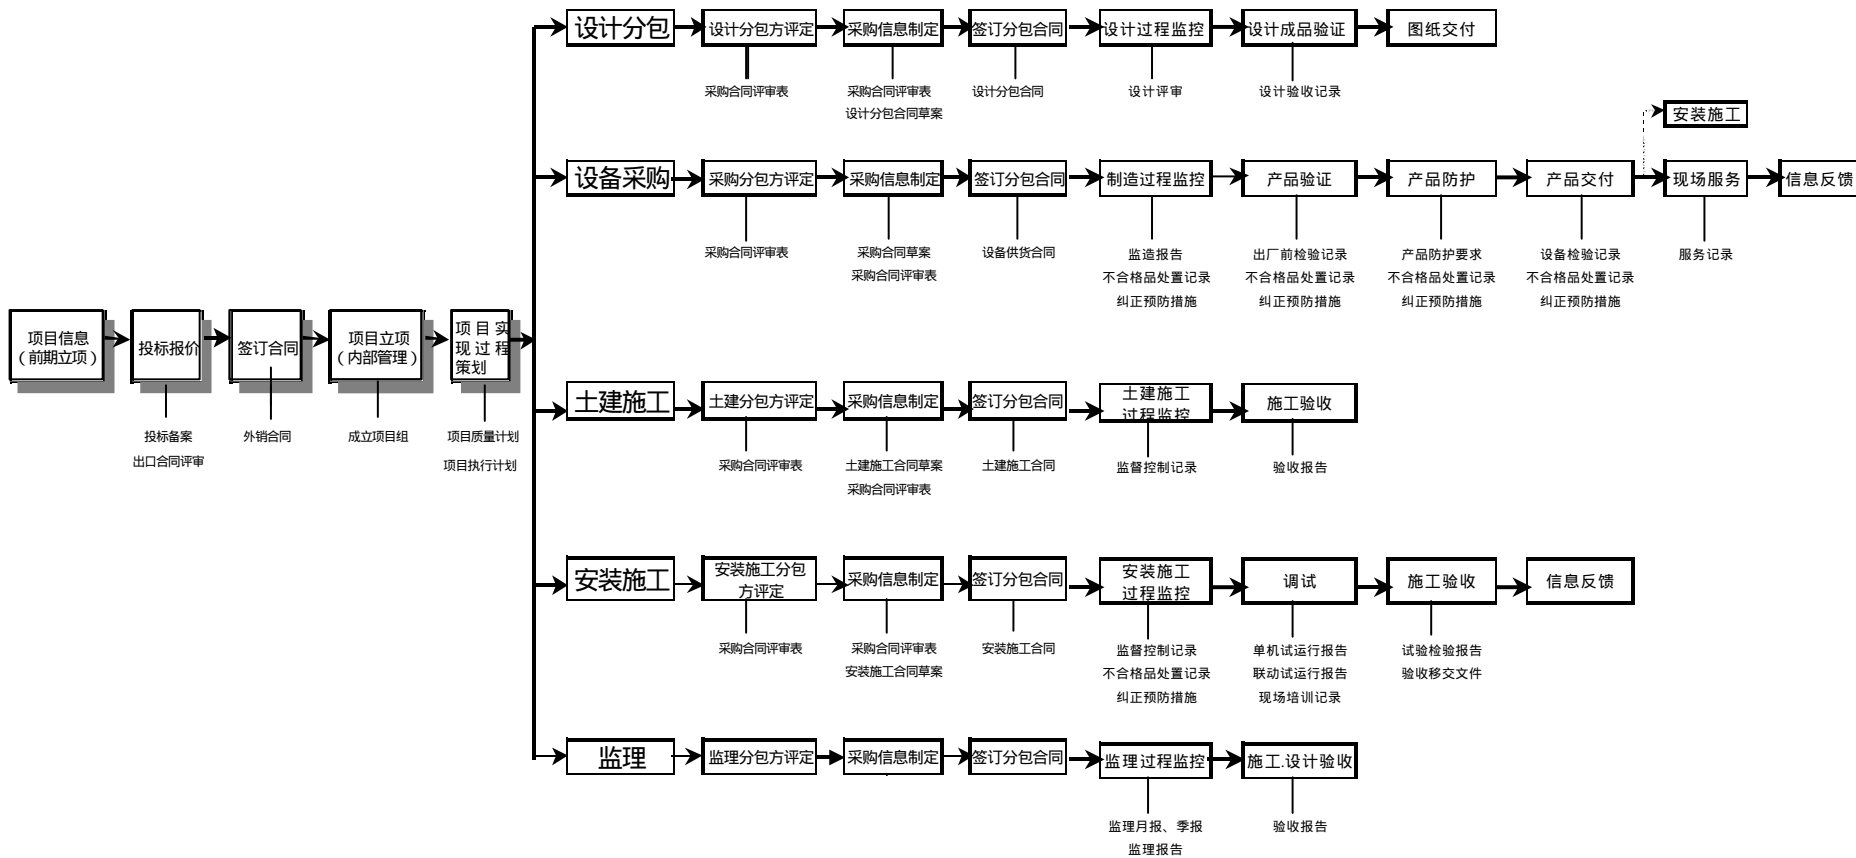 设计分包
设计分包方评定
采购信息制定
签订分包合同
设计过程监控
设计成品验证
图纸交付
采购合同评审表
采购合同评审表
设计分包合同草案
设计分包合同
设计评审
设计验收记录
安装施工
设备采购
采购分包方评定
采购信息制定
签订分包合同
制造过程监控
产品验证
产品防护
产品交付
现场服务
信息反馈
采购合同评审表
采购合同草案
采购合同评审表
设备供货合同
监造报告
不合格品处置记录
纠正预防措施
出厂前检验记录
不合格品处置记录
纠正预防措施
产品防护要求
不合格品处置记录
纠正预防措施
设备检验记录
不合格品处置记录
纠正预防措施
服务记录
项目信息
（前期立项）
投标报价
签订合同
项目立项
（内部管理）
项目实
现过程
策划
投标备案
出口合同评审
外销合同
成立项目组
项目质量计划
项目执行计划
土建施工
土建分包方评定
采购信息制定
签订分包合同
土建施工
过程监控
施工验收
采购合同评审表
土建施工合同草案
采购合同评审表
土建施工合同
监督控制记录
验收报告
安装施工
安装施工分包
方评定
采购信息制定
签订分包合同
安装施工
过程监控
调试
施工验收
信息反馈
采购合同评审表
采购合同评审表
安装施工合同草案
安装施工合同
监督控制记录
不合格品处置记录
纠正预防措施
单机试运行报告
联动试运行报告
现场培训记录
试验检验报告
验收移交文件
监理
监理分包方评定
采购信息制定
签订分包合同
监理过程监控
施工.设计验收
监理月报、季报
监理报告
验收报告